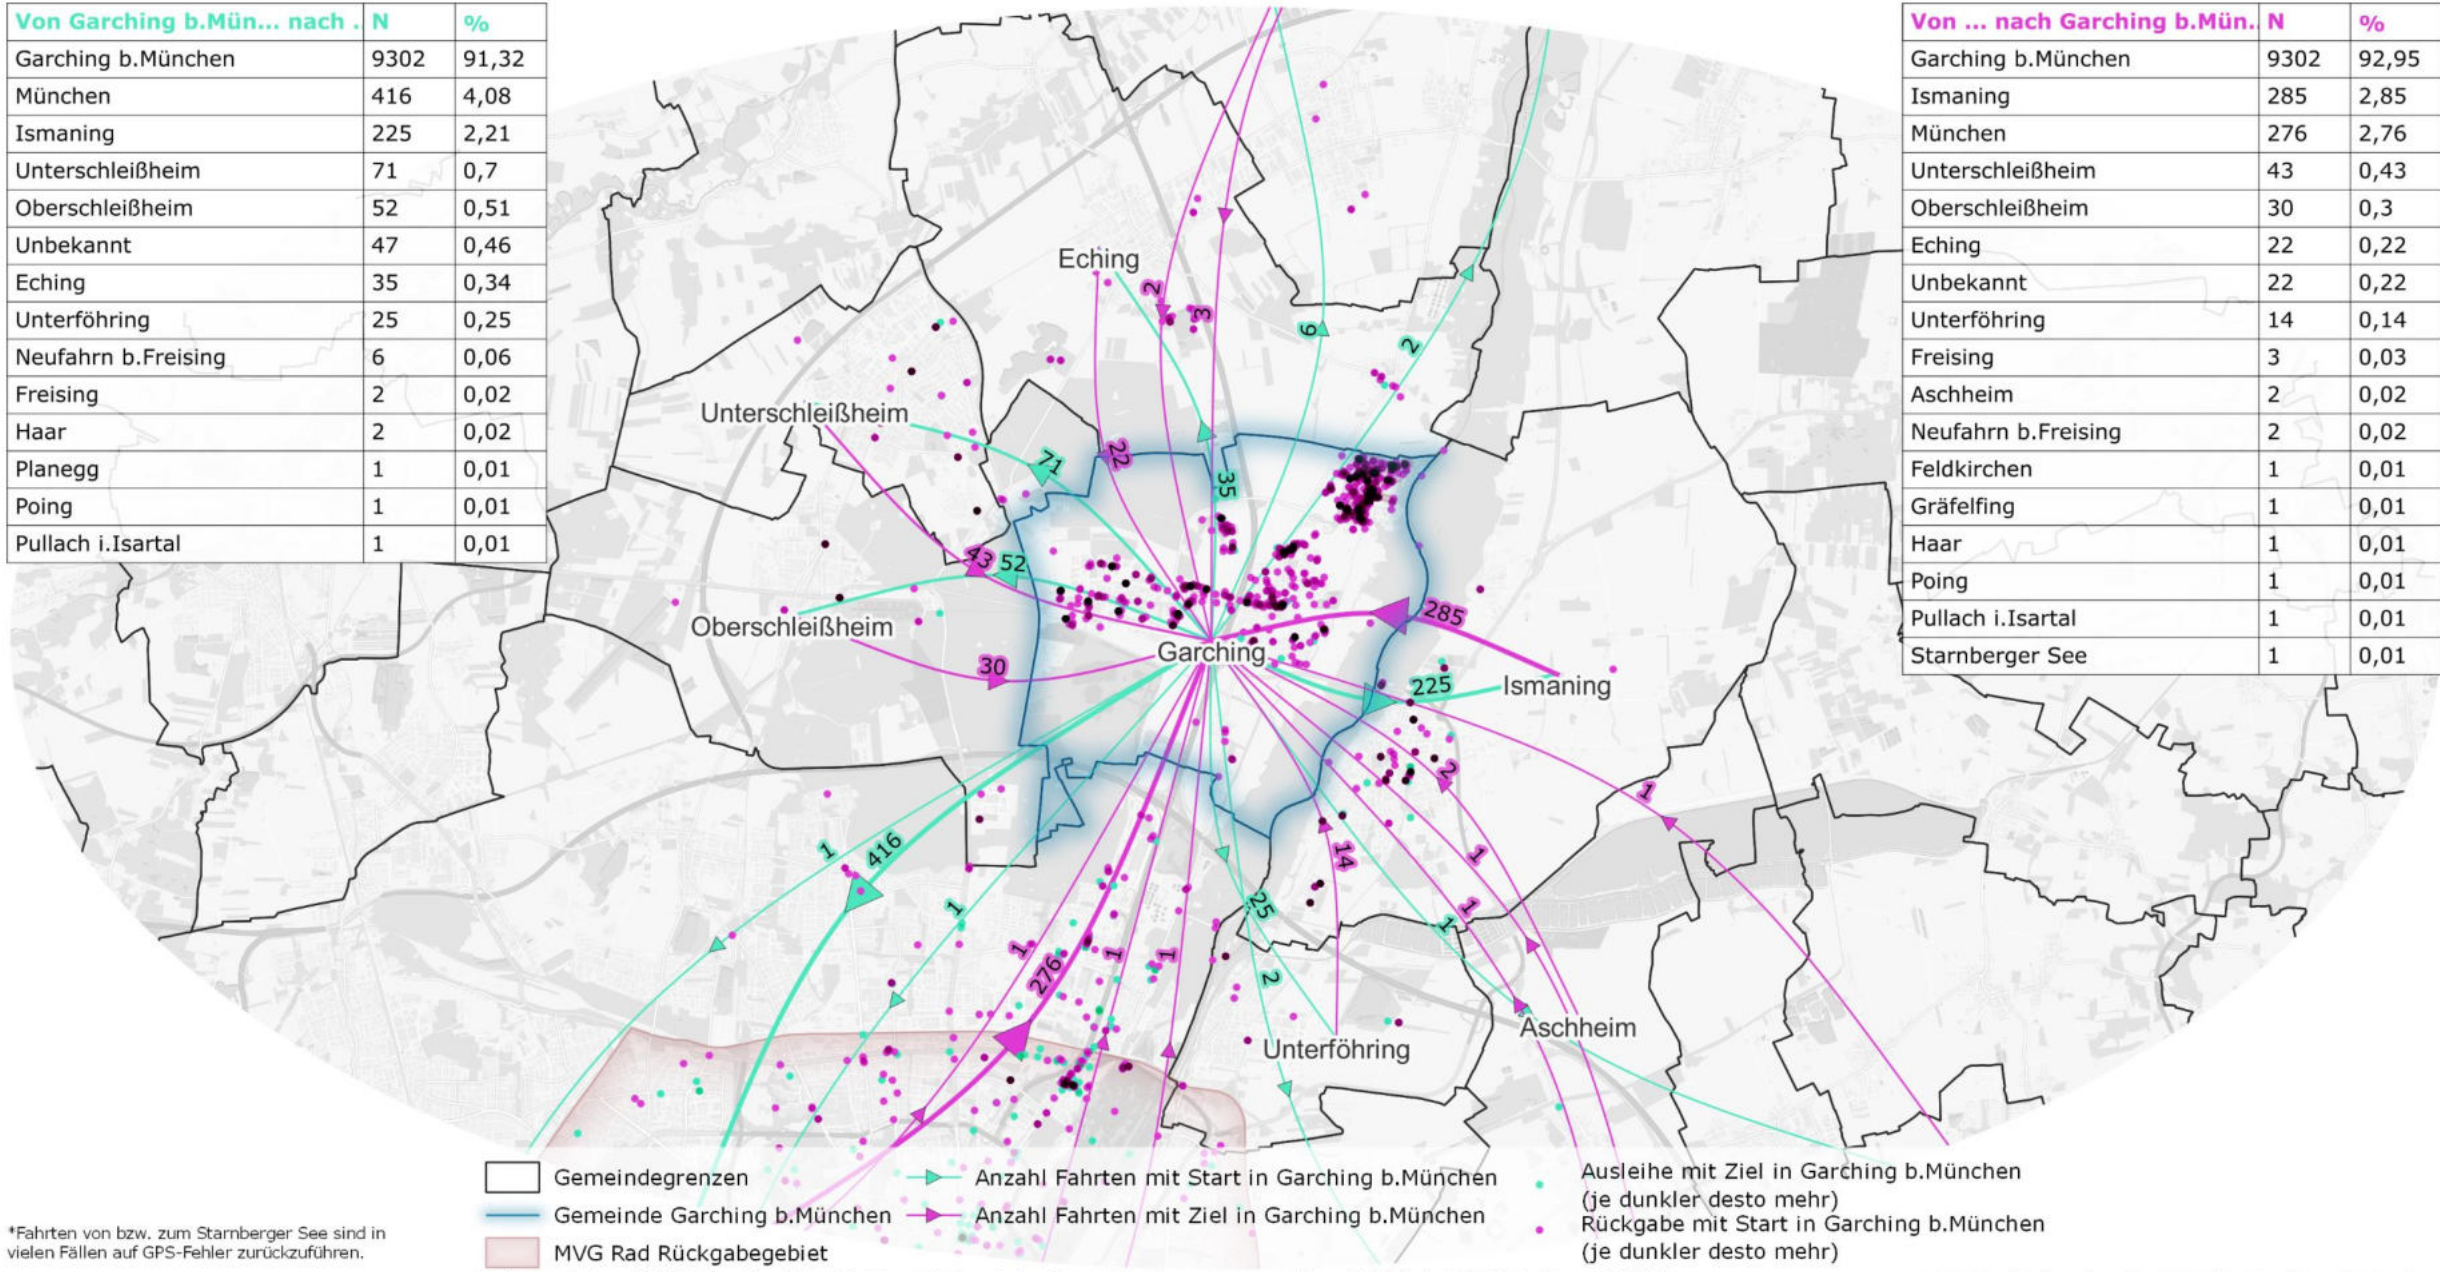 Von Garching b.Mün... nach . N %
Garching b.München 9302 91,32
München 416 4,08
Ismaning 225 2,21
Unterschleißheim 71 0,7
Oberschleißheim 52 0,51
Unbekannt 47 0,46
Eching 35 0,34
Unterföhring 25 0,25
Neufahrn b.Freising 6 0,06
Freising 2 0,02
Haar 2 0,02
Planegg 1 0,01
Poing 1 0,01
Pullach i.Isartal 1 0,01
Von ... nach Garching b.Mün.. N %
Garching b.München 9302 92,95
Ismaning 285 2,85
München 276 2,76
Unterschleißheim 43 0,43
Oberschleißheim 30 0,3
Eching 22 0,22
Unbekannt 22 0,22
Unterföhring 14 0,14
Freising 3 0,03
Aschheim 2 0,02
Neufahrn b.Freising 2 0,02
Feldkirchen 1 0,01
Gräfelfing 1 0,01
Haar 1 0,01
Poing 1 0,01
Pullach i.Isartal 1 0,01
Starnberger See 1 0,01
Eching
2
3
6
2
Unterschleißheim
22
71
35
43
52
285
Oberschleißheim
Garching
30
225
Ismaning
2
1
1
416
14
1
1
25
1
1
1
276
1
1
2
Aschheim
Unterföhring
Gemeindegrenzen
Gemeinde Garching b.München
MVG Rad Rückgabegebiet
Anzahl Fahrten mit Start in Garching b.München
Anzahl Fahrten mit Ziel in Garching b.München
Ausleihe mit Ziel in Garching b.München
(je dunkler desto mehr)
Rückgabe mit Start in Garching b.München
(je dunkler desto mehr)
*Fahrten von bzw. zum Starnberger See sind in
vielen Fällen auf GPS-Fehler zurückzuführen.